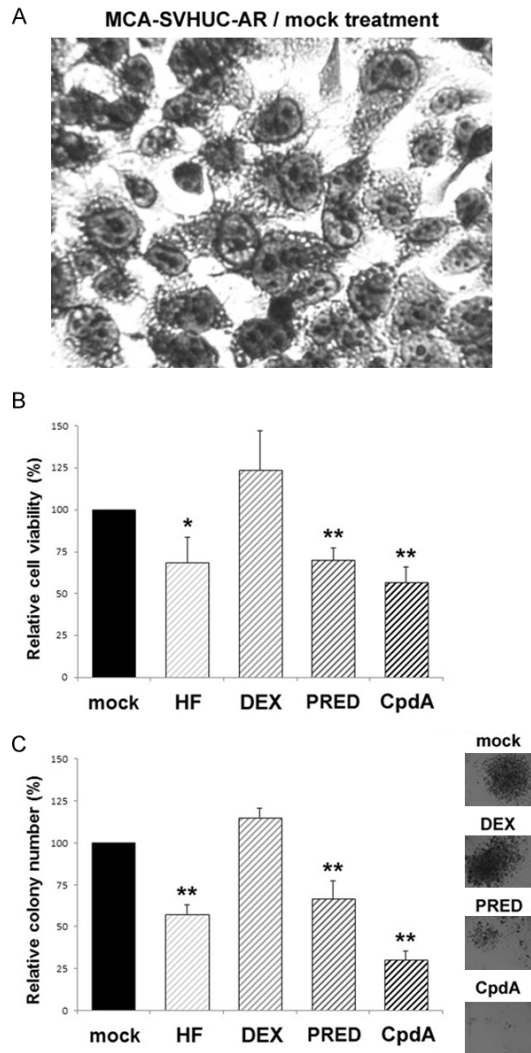 A
MCA-SVHUC-AR / mock treatment
B
Relative cell viability (%)
150
125
100
75
50
25
0
*
**
**
mock HF DEX PRED CpdA
C
Relative colony number (%)
150
125
100
75
50
25
0
**
**
**
mock HF DEX PRED CpdA
mock
DEX
PRED
CpdA